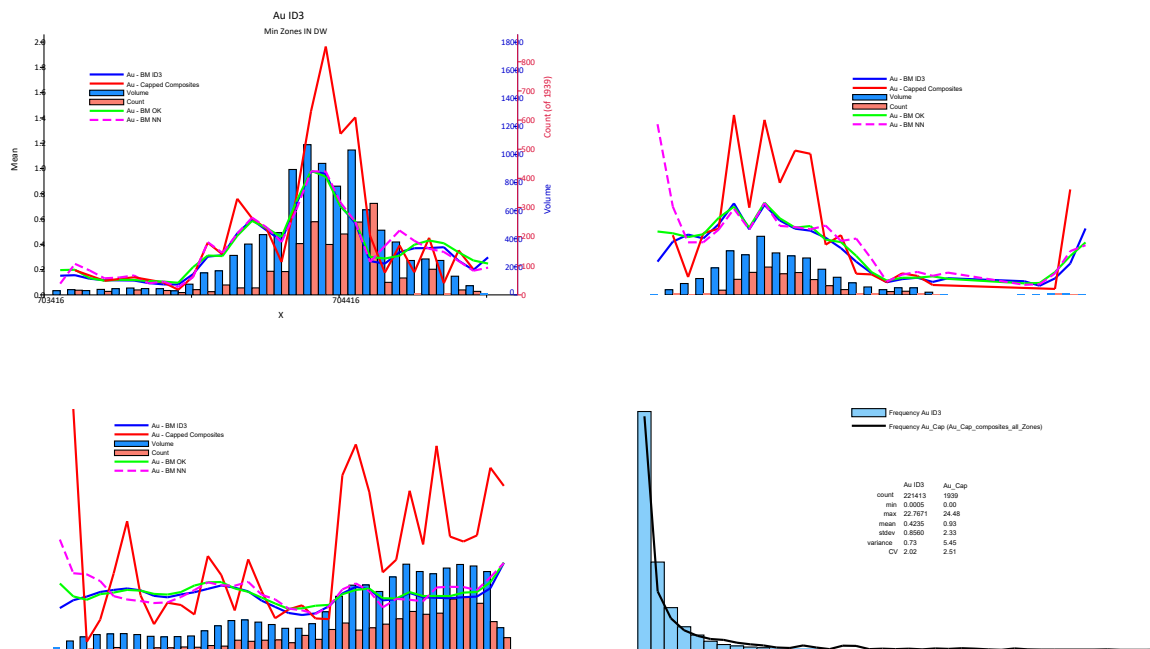 Au ID3
Min Zones IN DW
Au - BM ID3
Au - Capped Composites
Volume
Count
Au - BM OK
Au - BM NN
Mean
2.0
1.8
1.6
1.4
1.2
1.0
0.8
0.6
0.4
0.2
0.0
703416
704416
X
18000
16000
14000
12000
10000
8000
6000
4000
2000
0
Volume
800
700
600
500
400
300
200
100
0
Count (of 1939)
Au - BM ID3
Au - Capped Composites
Volume
Count
Au - BM OK
Au - BM NN
Au - BM ID3
Au - Capped Composites
Volume
Count
Au - BM OK
Au - BM NN
Frequency Au ID3
Frequency Au_Cap (Au_Cap_composites_all_Zones)
Au ID3 Au_Cap
count 221413 1939
min 0.0005 0.00
max 22.7671 24.48
mean 0.4235 0.93
stdev 0.8560 2.33
variance 0.73 5.45
CV 2.02 2.51